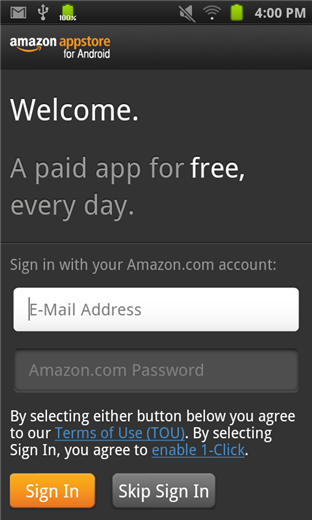 100%
4:00 PM
amazon appstore
for Android
Welcome.
A paid app for free,
every day.
Sign in with your Amazon.com account:
E-Mail Address
Amazon.com Password
By selecting either button below you agree
to our Terms of Use (TOU). By selecting
Sign In, you agree to enable 1-Click.
Sign In
Skip Sign In